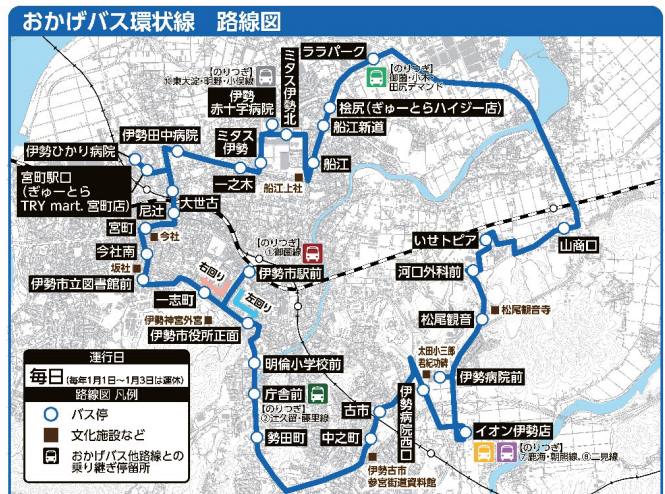 おかげバス環状線 路線図
ララパーク
【のりつぎ】
⑩東大淀・明野・小俣線
【のりつぎ】
御薗・小木・
田尻デマンド
ミタス伊勢北
伊勢
赤十字病院
桧尻(ぎゅーとらハイジー店)
船江新道
伊勢田中病院
ミタス
伊勢
伊勢ひかり病院
船江
一之木
船江上社
宮町駅口
(ぎゅーとら
TRY mart. 宮町店)
大世古
尼辻
宮町
今社
今社南
坂社
伊勢市立図書館前
【のりつぎ】
①御薗線
伊勢市駅前
右回り
左回り
一志町
伊勢神宮外宮
伊勢市役所正面
いせトピア
山商口
河口外科前
松尾観音
松尾観音寺
太田小三郎
君紀功碑
伊勢病院前
明倫小学校前
庁舎前
【のりつぎ】
②辻久留・藤里線
勢田町
古市
中之町
伊勢病院西口
伊勢古市
参宮街道資料館
イオン伊勢店
【のりつぎ】
⑦鹿海・朝熊線、⑧二見線
運行日
毎日(毎年1月1日~1月3日は運休)
路線図 凡例
バス停
文化施設など
おかげバス他路線との
乗り継ぎ停留所